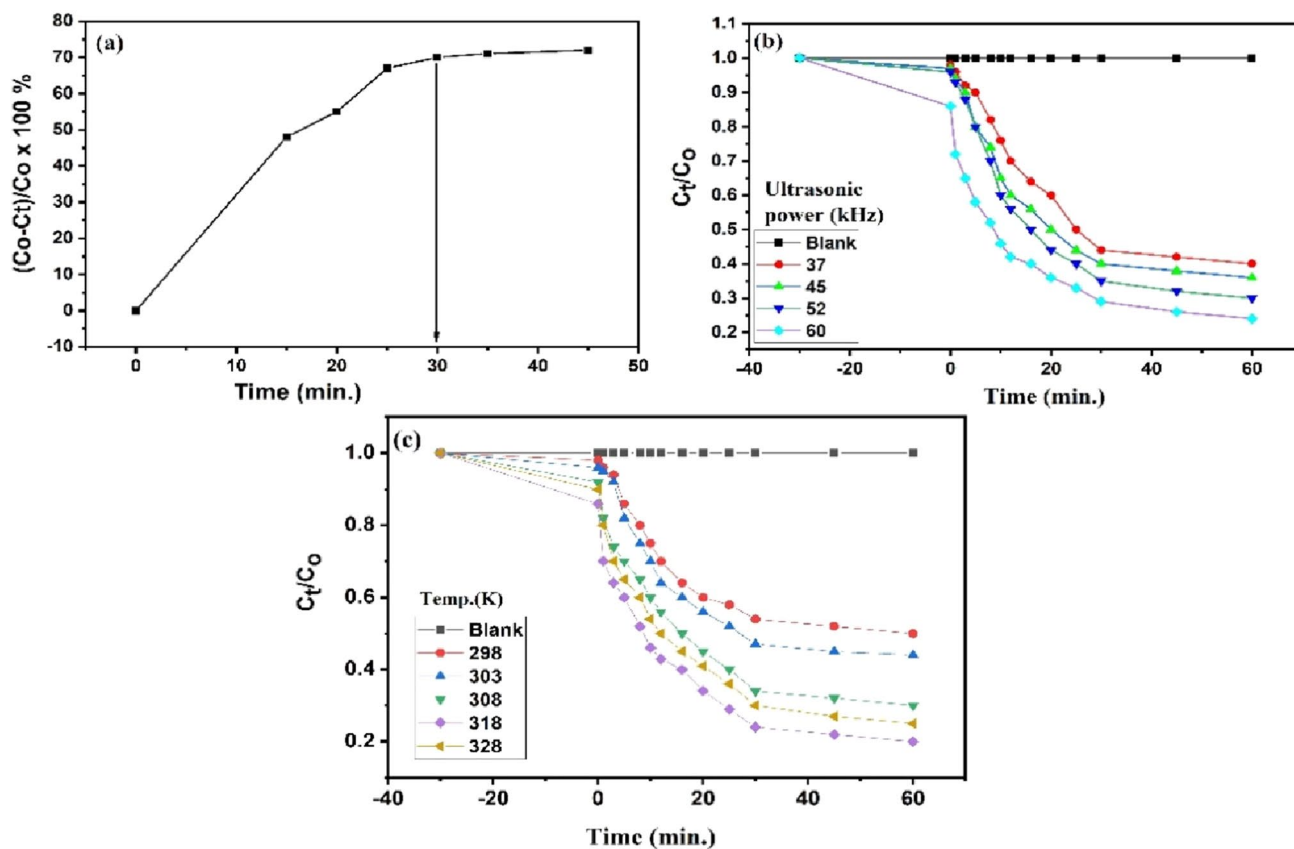 (a)
80
70
60
50
40
30
20
10
0
-10
(Co-Ct)/Co x 100 %
0 10 20 30 40 50
Time (min.)
(b)
1.1
1.0
0.9
0.8
0.7
0.6
0.5
0.4
0.3
0.2
Ct/Co
Ultrasonic
power (kHz)
Blank
37
45
52
60
-40 -20 0 20 40 60
Time (min.)
(c)
1.0
0.8
0.6
0.4
0.2
Ct/Co
Temp.(K)
Blank
298
303
308
318
328
-40 -20 0 20 40 60
Time (min.)